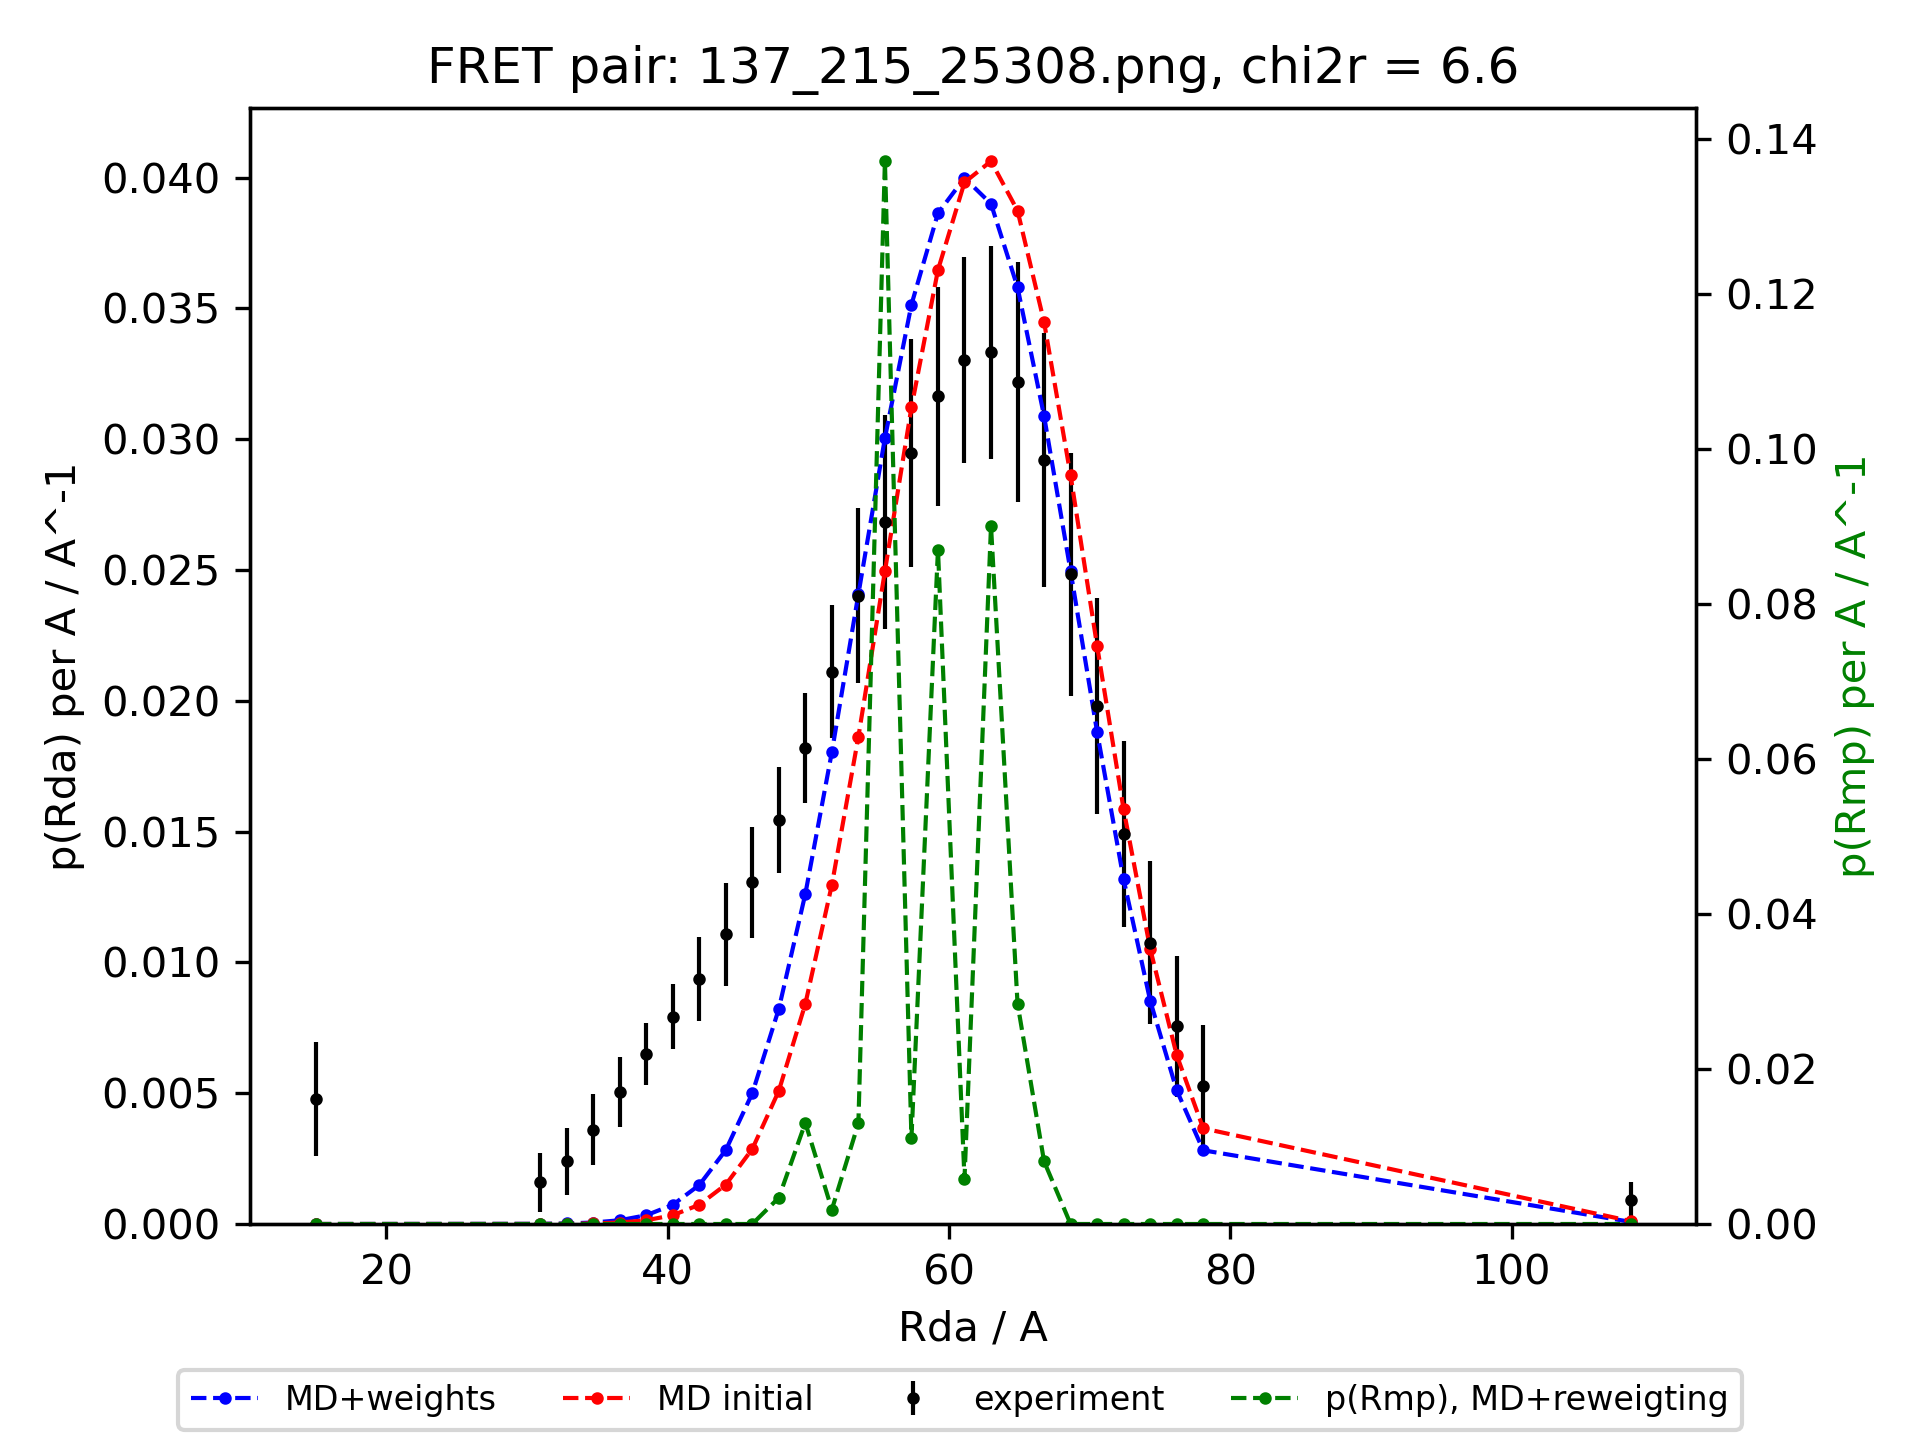 FRET pair: 137_215_25308.png, chi2r = 6.6
p(Rda) per A / A^-1
0.040
0.035
0.030
0.025
0.020
0.015
0.010
0.005
0.000
0.14
0.12
0.10
0.08
0.06
0.04
0.02
0.00
p(Rmp) per A / A^-1
20 40 60 80 100
Rda / A
MD+weights MD initial experiment p(Rmp), MD+reweigting